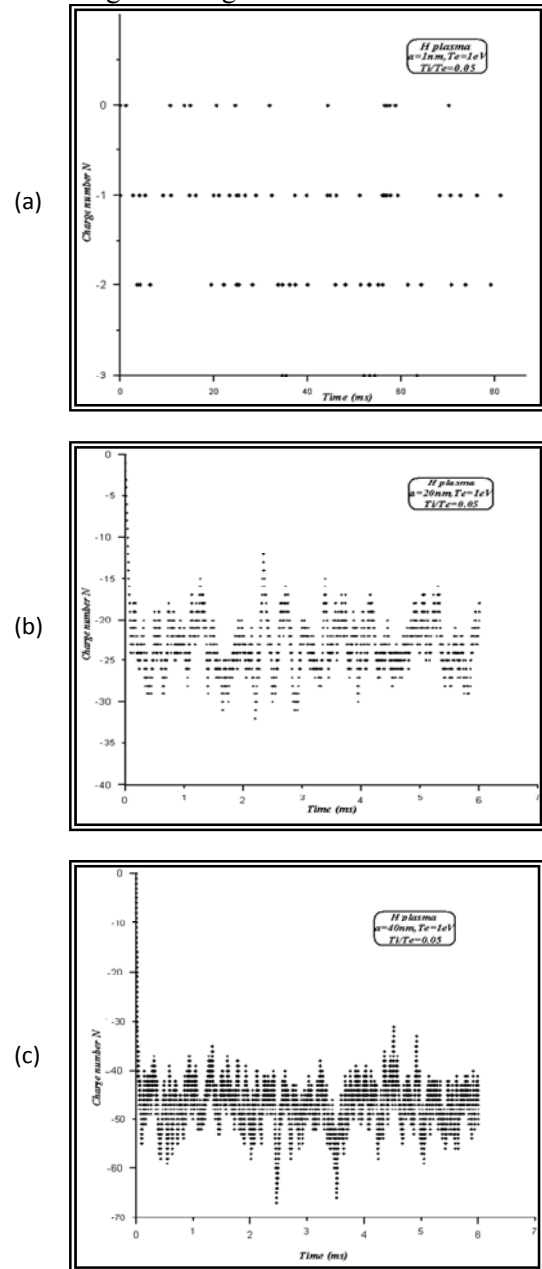 (a)
H plasma
a=1nm,Te=1eV
Ti/Te=0.05
Charge number N
0
-1
-2
-3
0 20 40 60 80
Time (ms)
(b)
H plasma
a=20nm,Te=1eV
Ti/Te=0.05
Charge number N
0
-5
-10
-15
-20
-25
-30
-35
-40
0 1 2 3 4 5 6 7
Time (ms)
(c)
H plasma
a=40nm,Te=1eV
Ti/Te=0.05
Charge number N
0
-10
-20
-30
-40
-50
-60
-70
0 1 2 3 4 5 6 7
Time (ms)